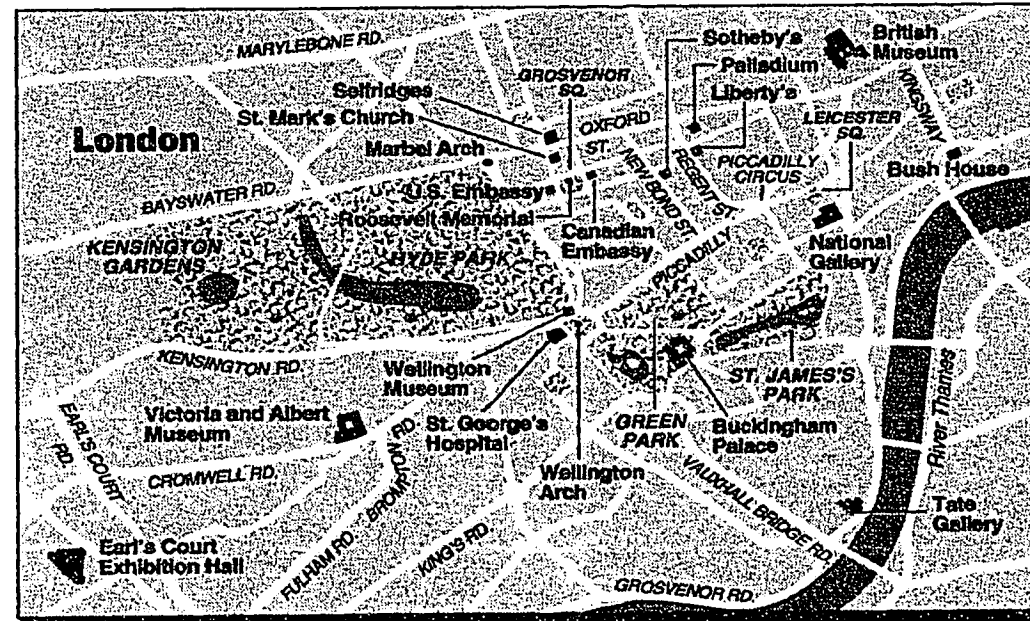 MARYLEBONE RD.
Sotheby's
British
Museum
Palladium
GROSVENOR
SQ.
Selfridges
Liberty's
KINGSWAY
St. Mark's Church
OXFORD
ST.
LEICESTER
SQ.
London
Marbel Arch
NEW BOND ST.
REGENT ST.
PICCADILLY
CIRCUS
Bush House
U.S. Embassy
BAYSWATER RD.
Roosevelt Memorial
Canadian
Embassy
KENSINGTON
GARDENS
HYDE PARK
PICCADILLY
National
Gallery
KENSINGTON RD.
Wellington
Museum
ST. JAMES'S
PARK
River Thames
EARL'S COURT
RD.
Victoria and Albert
Museum
St. George's
Hospital
GREEN
PARK
Buckingham
Palace
CROMWELL RD.
BROMPTON RD.
Wellington
Arch
VAUXHALL BRIDGE RD.
Tate
Gallery
Earl's Court
Exhibition Hall
FULHAM RD.
KING'S RD.
GROSVENOR RD.